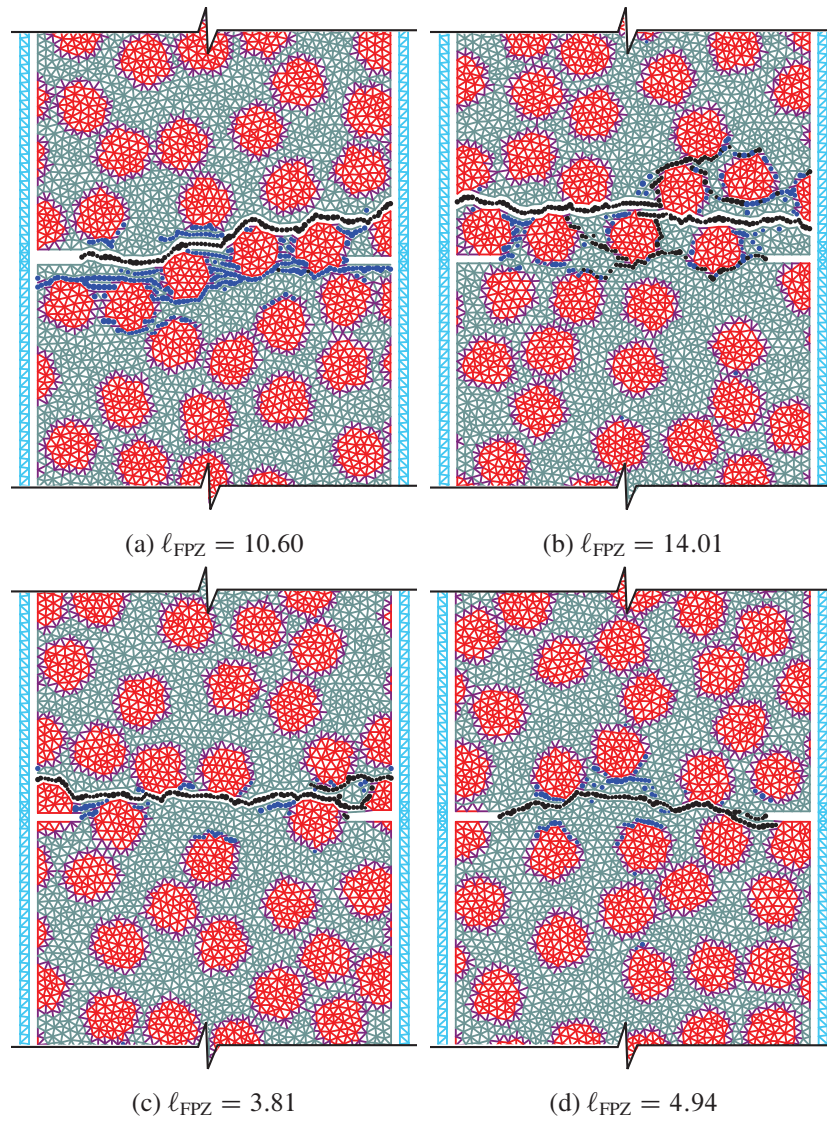 (a) ℓFPZ = 10.60
(b) ℓFPZ = 14.01
(c) ℓFPZ = 3.81
(d) ℓFPZ = 4.94